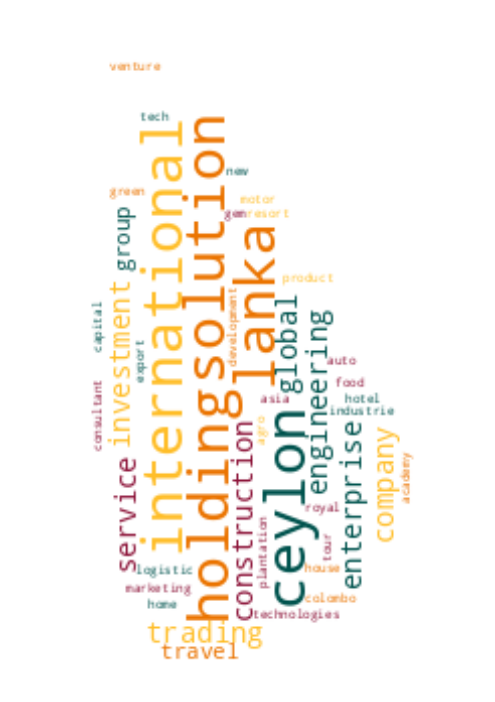 venture
tech
international
holdingsolution
new
green
motor
gem
resort
group
lanka
product
investment
development
capital
global
engineering
export
auto
food
consultant
asia
hotel
industrie
ceylon
agro
construction
enterprise
company
academy
service
royal
plantation
tour
logistic
house
marketing
home
colombo
technologies
trading
travel